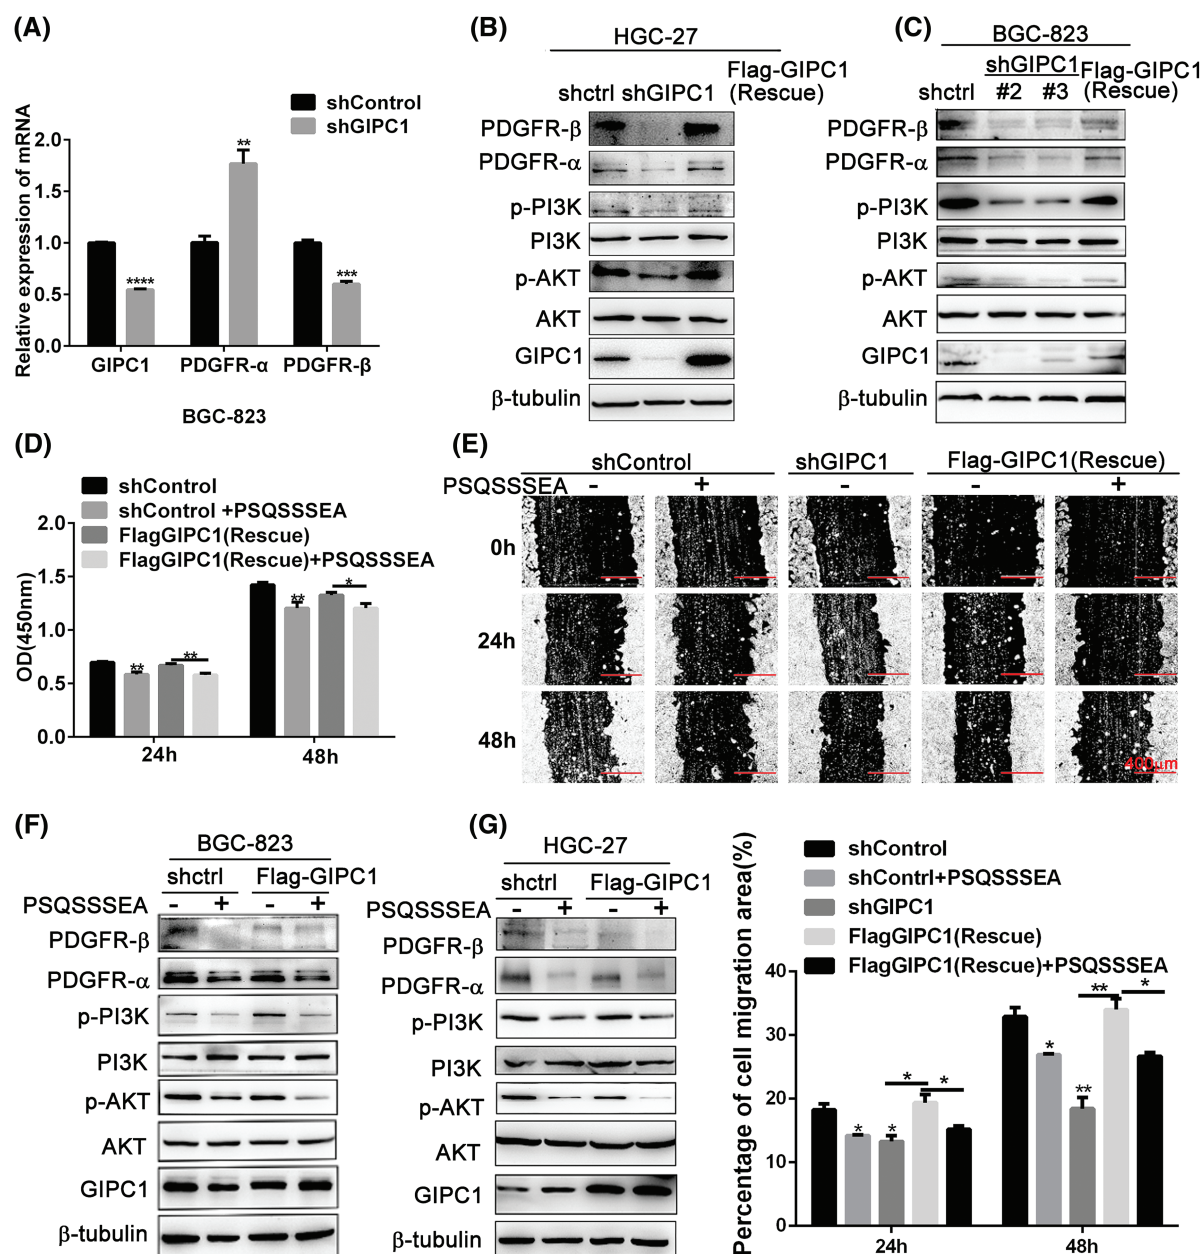 (A)
shControl
shGIPC1
Relative expression of mRNA
2.0
1.5
1.0
0.5
0.0
**
****
***
GIPC1 PDGFR-α PDGFR-β
BGC-823
(B)
HGC-27
Flag-GIPC1
shctrl shGIPC1 (Rescue)
PDGFR-β
PDGFR-α
p-PI3K
PI3K
p-AKT
AKT
GIPC1
β-tubulin
(C)
BGC-823
shGIPC1 Flag-GIPC1
shctrl #2 #3 (Rescue)
PDGFR-β
PDGFR-α
p-PI3K
PI3K
p-AKT
AKT
GIPC1
β-tubulin
(D)
shControl
shControl +PSQSSSEA
FlagGIPC1(Rescue)
FlagGIPC1(Rescue)+PSQSSSEA
OD(450nm)
2.0
1.5
1.0
0.5
0.0
** **
** *
24h 48h
(E)
shControl shGIPC1 Flag-GIPC1(Rescue)
PSQSSSEA - + - - +
0h
24h
48h
400μm
(F)
BGC-823
shctrl Flag-GIPC1
PSQSSSEA - + - +
PDGFR-β
PDGFR-α
p-PI3K
PI3K
p-AKT
AKT
GIPC1
β-tubulin
(G)
HGC-27
shctrl Flag-GIPC1
PSQSSSEA - + - +
PDGFR-β
PDGFR-α
p-PI3K
PI3K
p-AKT
AKT
GIPC1
β-tubulin
shControl
shContrl+PSQSSSEA
shGIPC1
FlagGIPC1(Rescue)
FlagGIPC1(Rescue)+PSQSSSEA
Percentage of cell migration area(%)
40
30
20
10
0
* * * *
* ** ** *
24h 48h